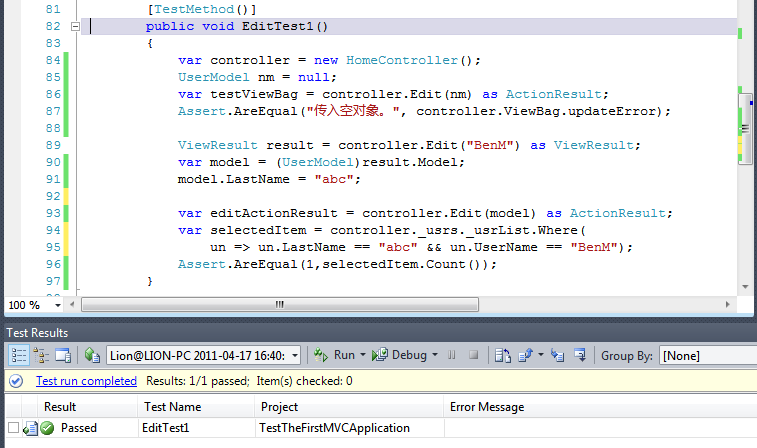 81 [TestMethod()]
82 public void EditTest1()
83 {
84 var controller = new HomeController();
85 UserModel nm = null;
86 var testViewBag = controller.Edit(nm) as ActionResult;
87 Assert.AreEqual("传入空对象。", controller.ViewBag.updateError);
88
89 ViewResult result = controller.Edit("BenM") as ViewResult;
90 var model = (UserModel)result.Model;
91 model.LastName = "abc";
92
93 var editActionResult = controller.Edit(model) as ActionResult;
94 var selectedItem = controller._usrs._usrList.Where(
95 un => un.LastName == "abc" && un.UserName == "BenM");
96 Assert.AreEqual(1,selectedItem.Count());
97 }
100 %
Test Results
Lion@LION-PC 2011-04-17 16:40: Run Debug Group By: [None]
Test run completed Results: 1/1 passed; Item(s) checked: 0
Result Test Name Project Error Message
Passed EditTest1 TestTheFirstMVCApplication